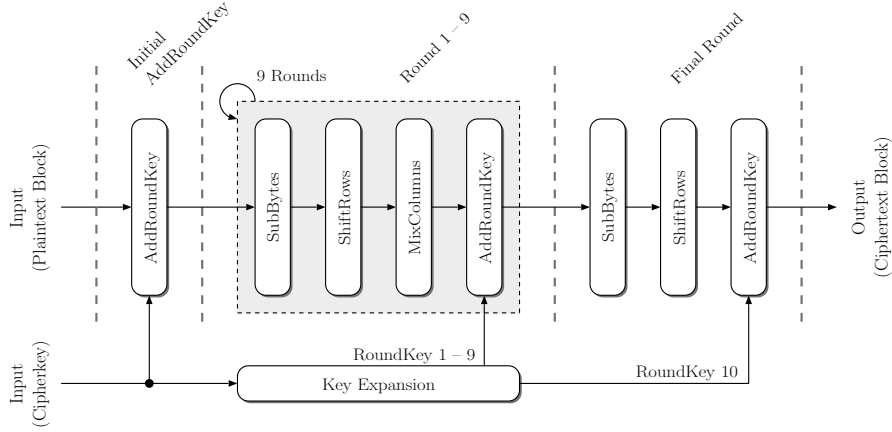 Initial
AddRoundKey
Round 1 – 9
Final Round
9 Rounds
Input
(Plaintext Block)
AddRoundKey
SubBytes
ShiftRows
MixColumns
AddRoundKey
SubBytes
ShiftRows
AddRoundKey
Output
(Ciphertext Block)
RoundKey 1 – 9
RoundKey 10
Input
(Cipherkey)
Key Expansion